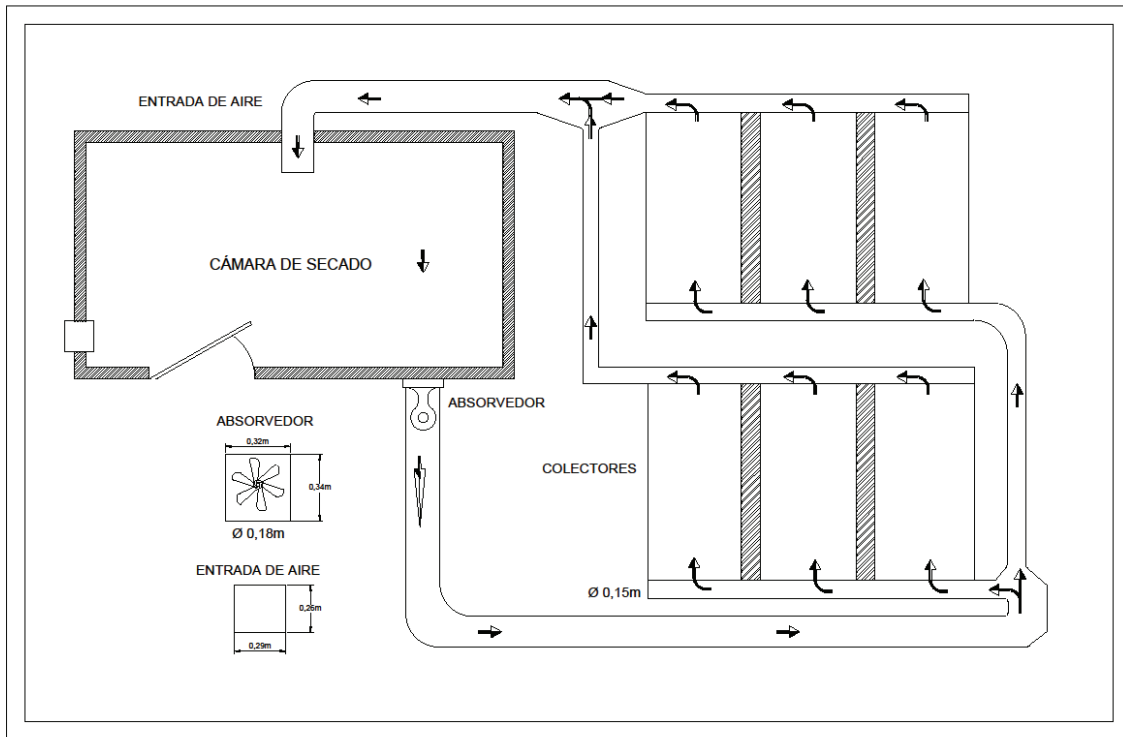 ENTRADA DE AIRE
CÁMARA DE SECADO
ABSORVEDOR
ABSORVEDOR
0,32m
0,34m
Ø 0,18m
COLECTORES
ENTRADA DE AIRE
0,26m
0,29m
Ø 0,15m